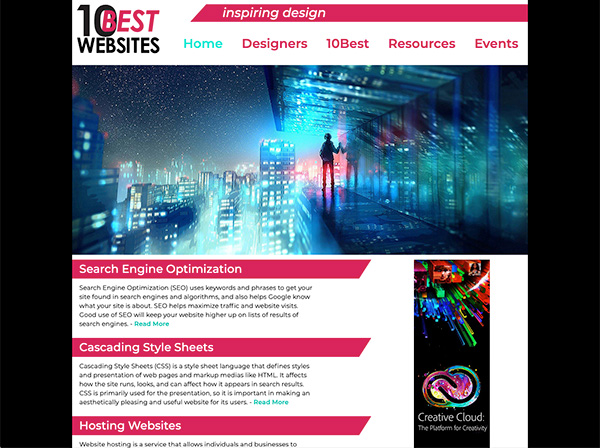 10BEST
WEBSITES
inspiring design
Home Designers 10Best Resources Events
Search Engine Optimization
Search Engine Optimization (SEO) uses keywords and phrases to get your
site found in search engines and algorithms, and also helps Google know
what your site is about. SEO helps maximize traffic and website visits.
Good use of SEO will keep your website higher up on lists of results of
search engines. - Read More
Cascading Style Sheets
Cascading Style Sheets (CSS) is a style sheet language that defines styles
and presentation of web pages and markup medias like HTML. It affects
how the site runs, looks, and can affect how it appears in search results.
CSS is primarily used for the presentation, so it is important in making an
aesthetically pleasing and useful website for its users. - Read More
Hosting Websites
Website hosting is a service that allows individuals and businesses to
Creative Cloud:
The Platform for Creativity